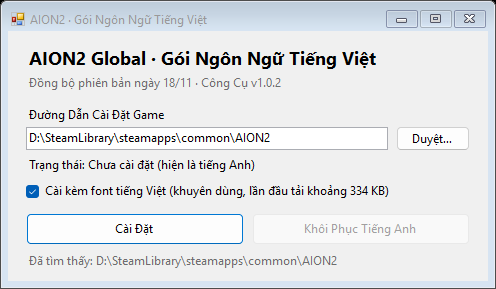 AION2 - Gói Ngôn Ngữ Tiếng Việt
AION2 Global · Gói Ngôn Ngữ Tiếng Việt
Đồng bộ phiên bản ngày 18/11 · Công Cụ v1.0.2
Đường Dẫn Cài Đặt Game
D:\SteamLibrary\steamapps\common\AION2
Duyệt...
Trạng thái: Chưa cài đặt (hiện là tiếng Anh)
Cài kèm font tiếng Việt (khuyên dùng, lần đầu tải khoảng 334 KB)
Cài Đặt
Khôi Phục Tiếng Anh
Đã tìm thấy: D:\SteamLibrary\steamapps\common\AION2